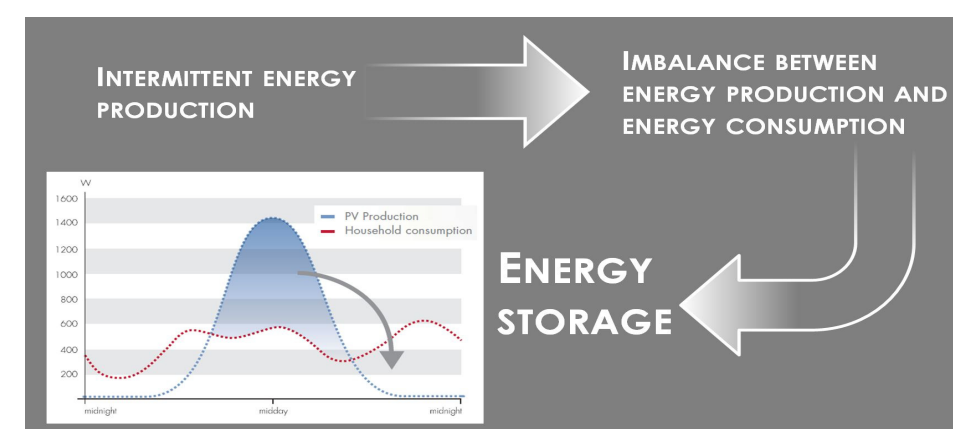 INTERMITTENT ENERGY
PRODUCTION
IMBALANCE BETWEEN
ENERGY PRODUCTION AND
ENERGY CONSUMPTION
ENERGY
STORAGE
W
1600
1400
1200
1000
800
600
400
200
PV Production
Household consumption
midnight
midday
midnight